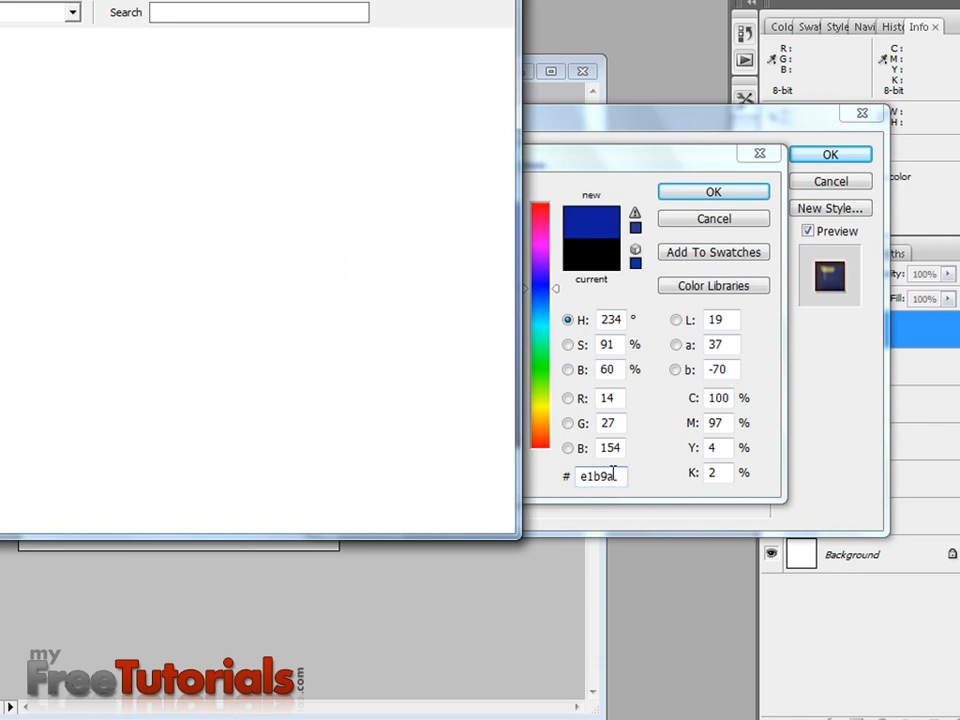 Search
Colo Swat Style Navi Histo Info ×
R: C:
G: M:
B: Y:
K:
8-bit 8-bit
W:
H:
OK
color
Cancel
New Style...
Preview
new
OK
Cancel
Add To Swatches
current
Color Libraries
ths
ity: 100%
Fill: 100%
H: 234 ° L: 19
S: 91 % a: 37
B: 60 % b: -70
R: 14 C: 100 %
G: 27 M: 97 %
B: 154 Y: 4 %
# e1b9a K: 2 %
Background
my
FreeTutorials.com